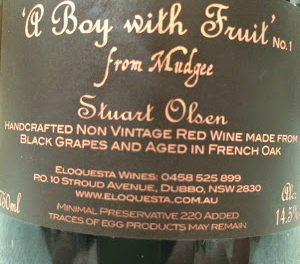 'A Boy with Fruit' No.1
from Mudgee
Stuart Olsen
Handcrafted Non Vintage Red Wine made from
Black Grapes and Aged in French Oak
Eloquesta Wines: 0458 525 899
P.O. 10 Stroud Avenue, Dubbo, NSW 2830
www.eloquesta.com.au
750ml
Alc:
14.5%
Minimal Preservative 220 Added
Traces of egg products may remain